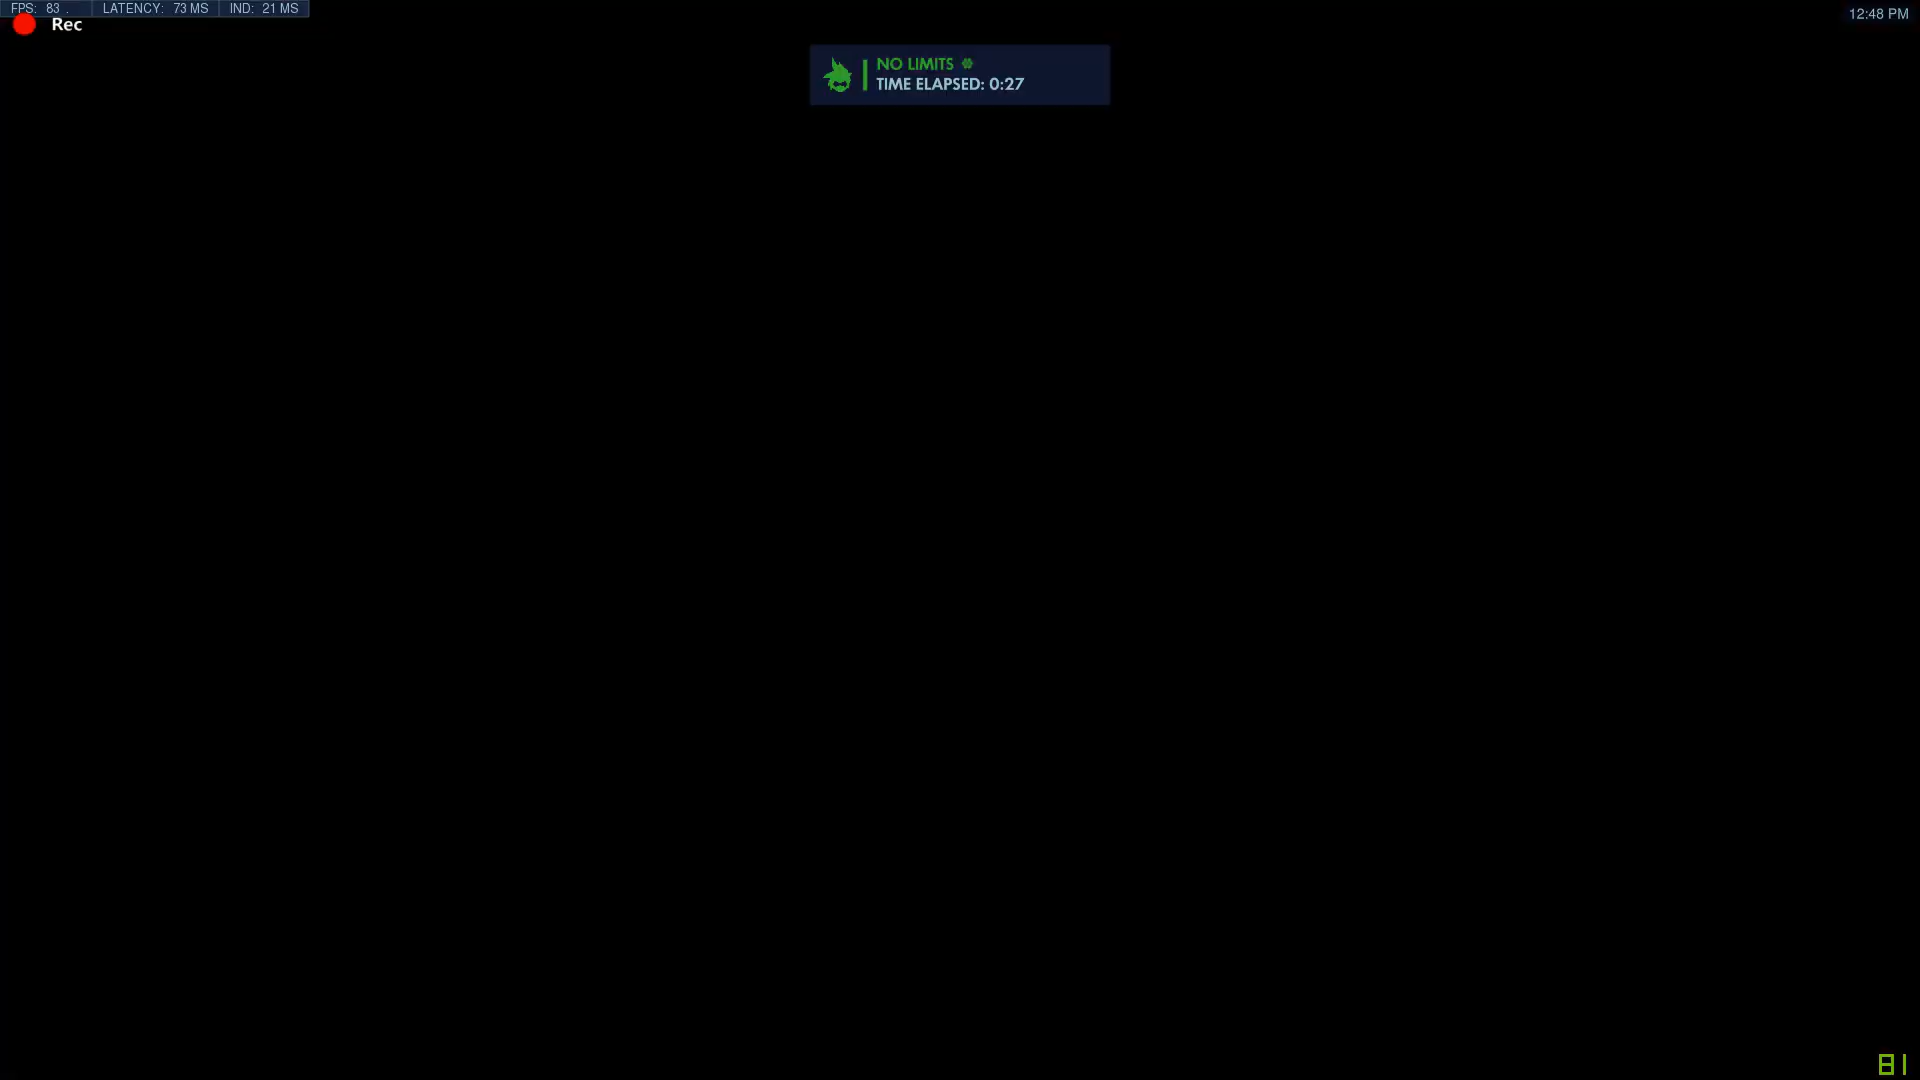 FPS: 83 . LATENCY: 73 MS IND: 21 MS
Rec
12:48 PM
NO LIMITS
TIME ELAPSED: 0:27
81